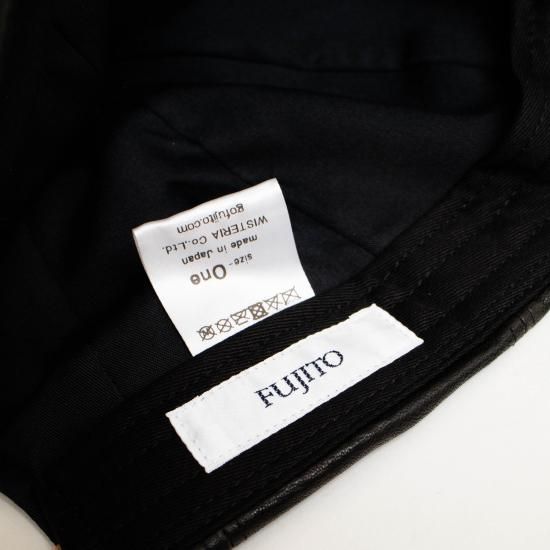 size - One
made in Japan
WISTERIA Co.Ltd.
gofujito.com
FUJITO